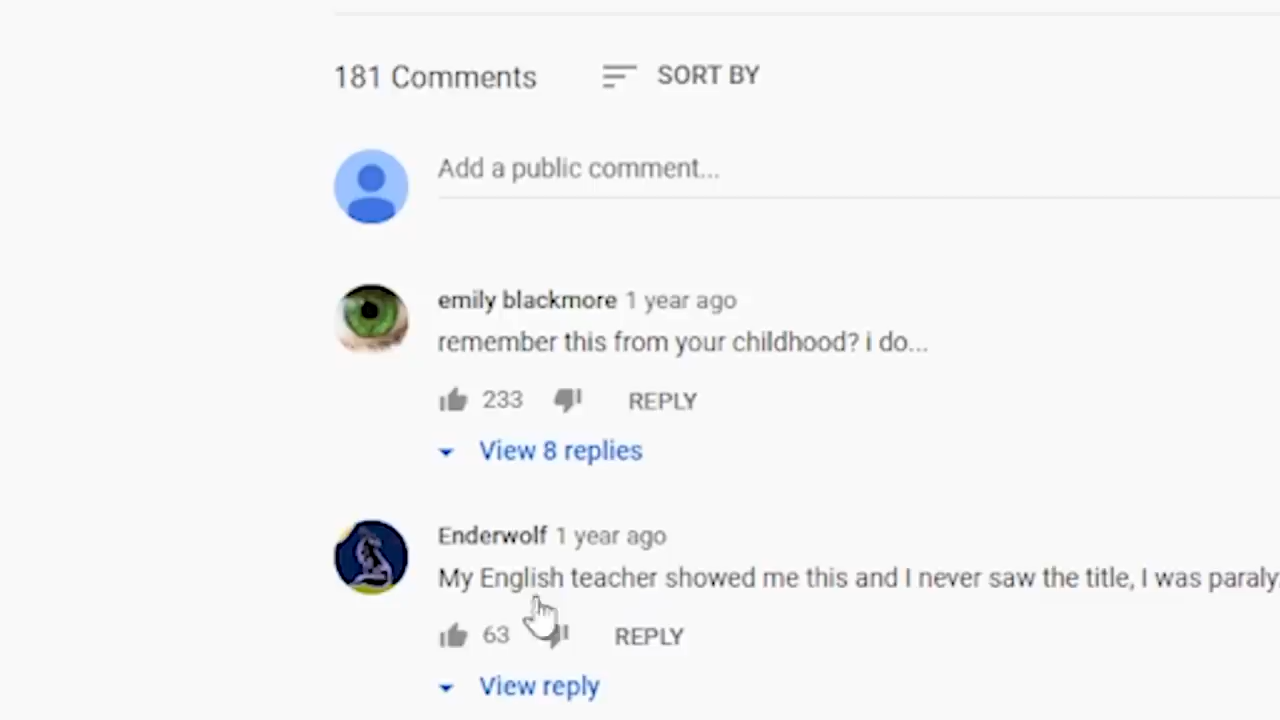 181 Comments
SORT BY
Add a public comment...
emily blackmore 1 year ago
remember this from your childhood? i do...
233
REPLY
View 8 replies
Enderwolf 1 year ago
My English teacher showed me this and I never saw the title, I was
63
REPLY
View reply